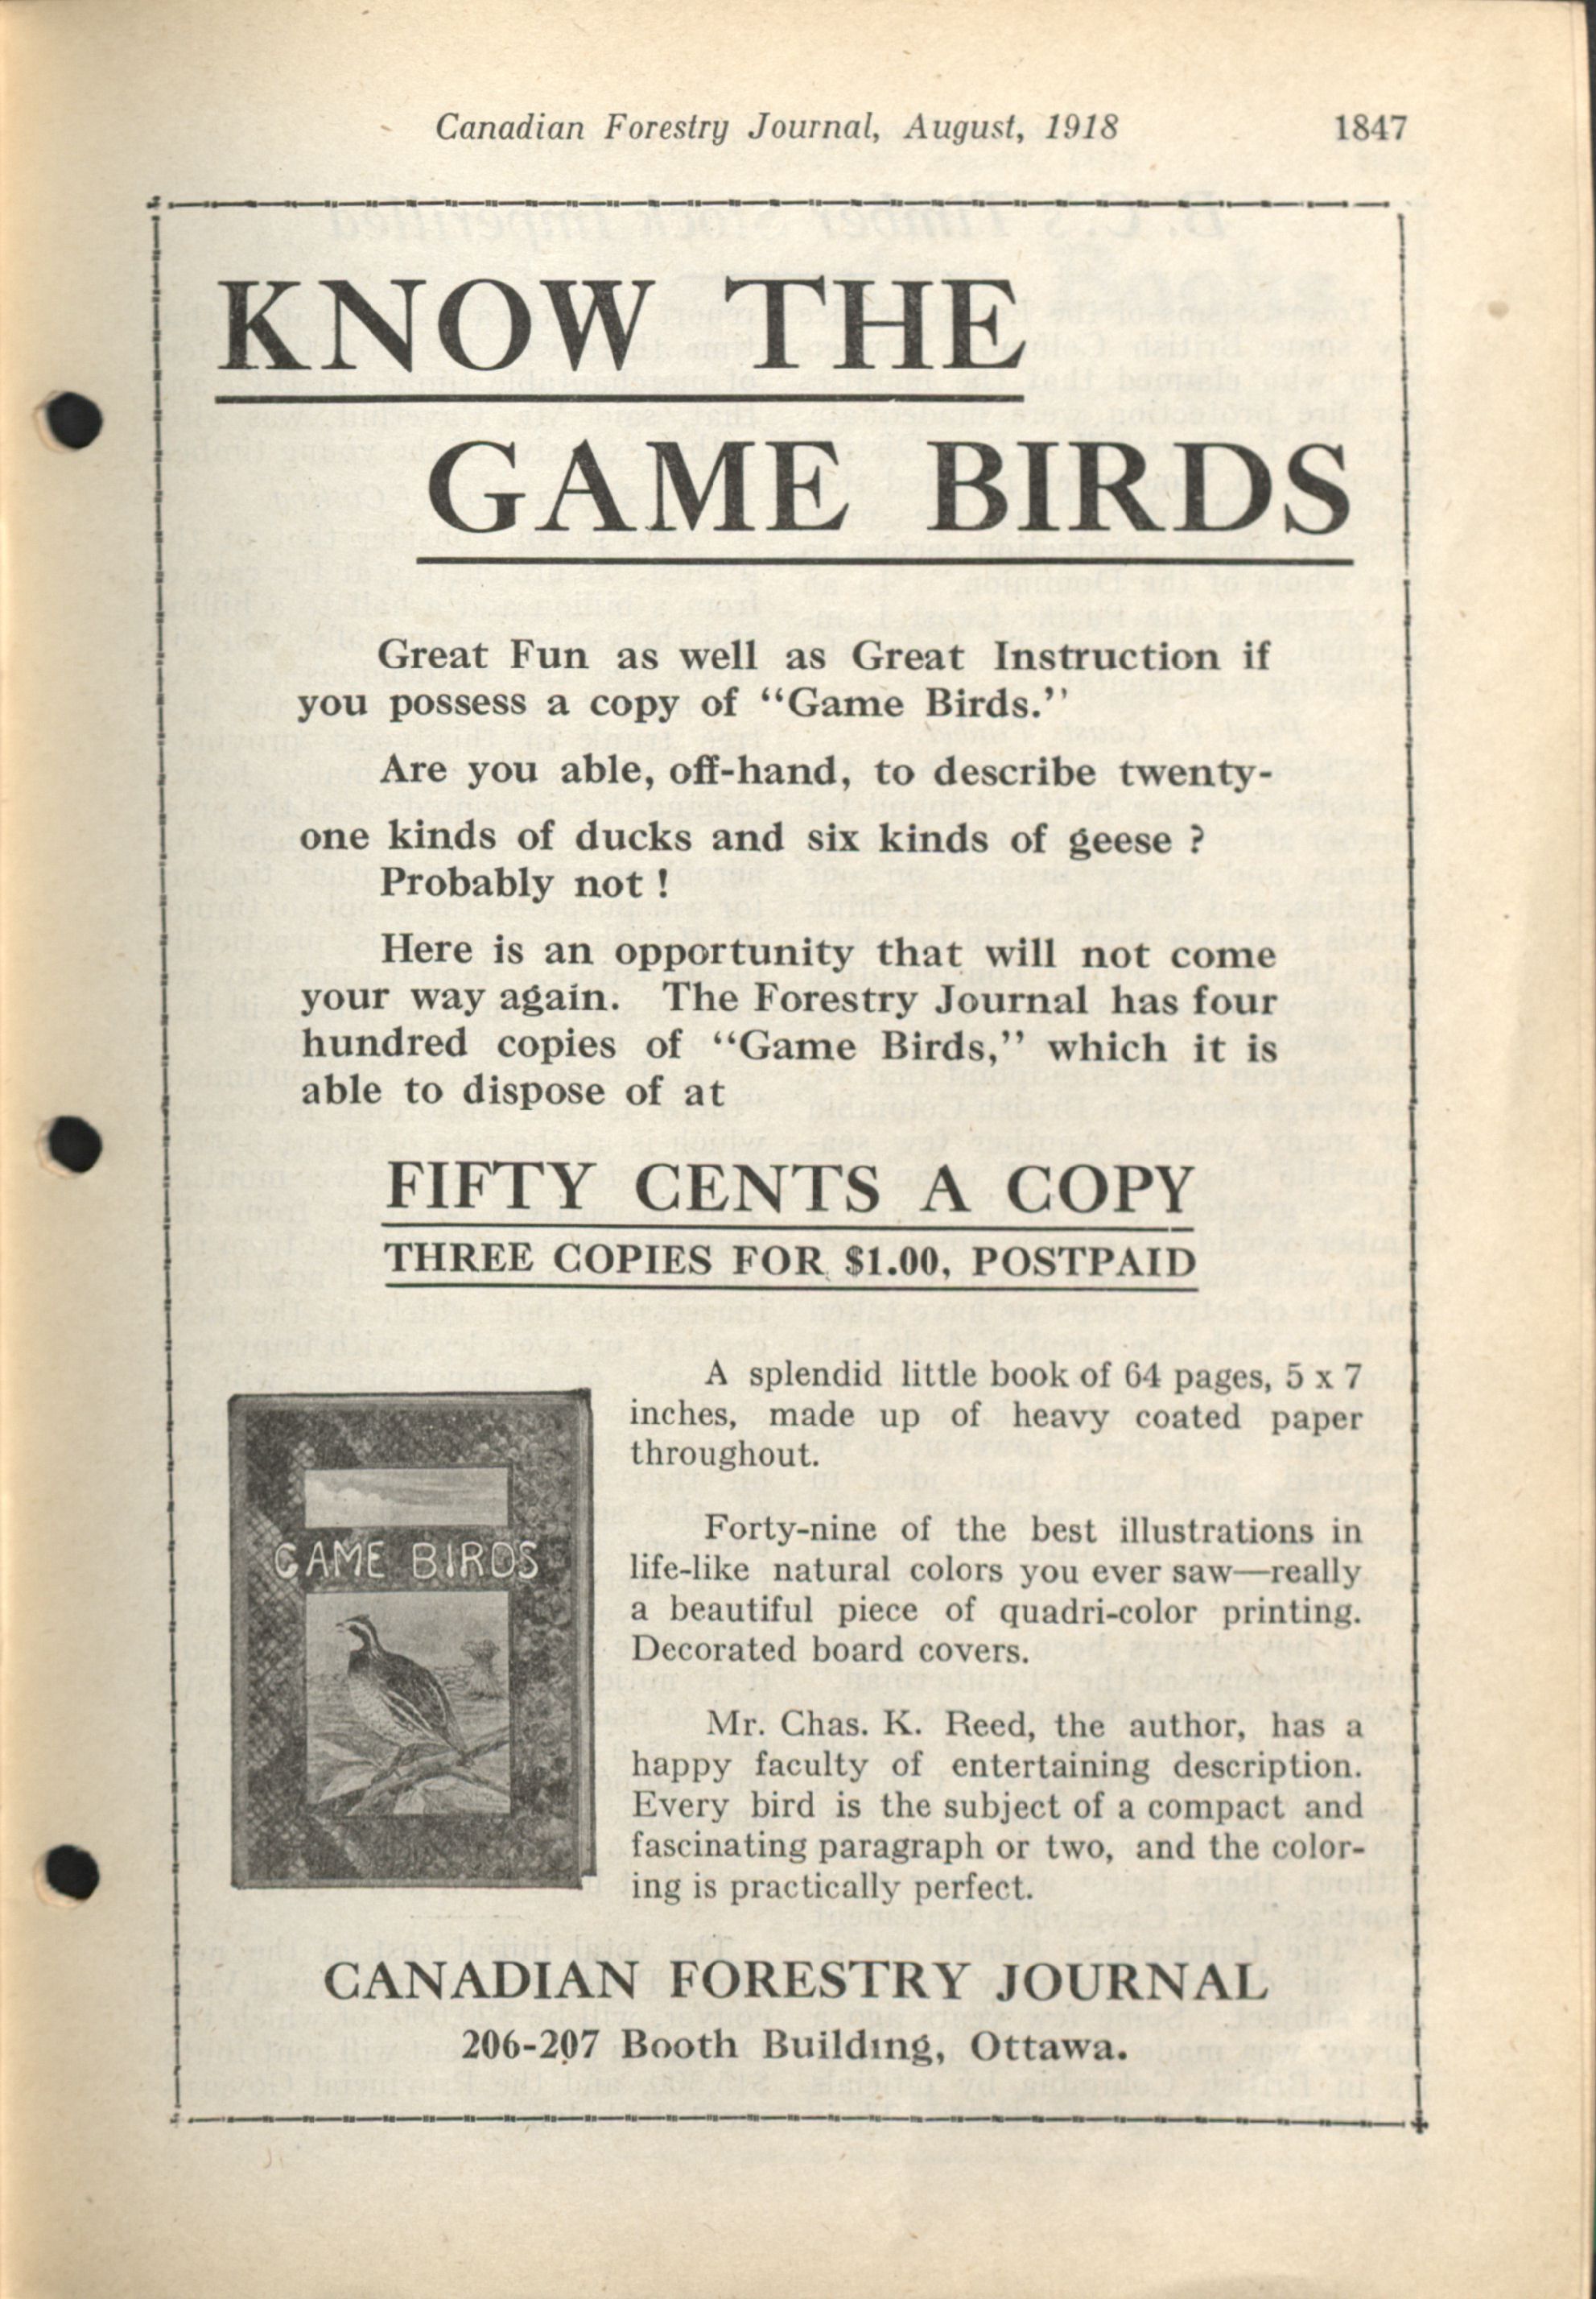 Canadian Forestry Journal, August, 1918 1847
KNOW THE
GAME BIRDS
Great Fun as well as Great Instruction if
you possess a copy of “Game Birds.”
Are you able, off-hand, to describe twenty-
one kinds of ducks and six kinds of geese ?
Probably not !
Here is an opportunity that will not come
your way again. The Forestry Journal has four
hundred copies of “Game Birds,” which it is
able to dispose of at
FIFTY CENTS A COPY
THREE COPIES FOR $1.00, POSTPAID
GAME BIRDS
A splendid little book of 64 pages, 5 x 7
inches, made up of heavy coated paper
throughout.
Forty-nine of the best illustrations in
life-like natural colors you ever saw—really
a beautiful piece of quadri-color printing.
Decorated board covers.
Mr. Chas. K. Reed, the author, has a
happy faculty of entertaining description.
Every bird is the subject of a compact and
fascinating paragraph or two, and the color-
ing is practically perfect.
CANADIAN FORESTRY JOURNAL
206-207 Booth Building, Ottawa.